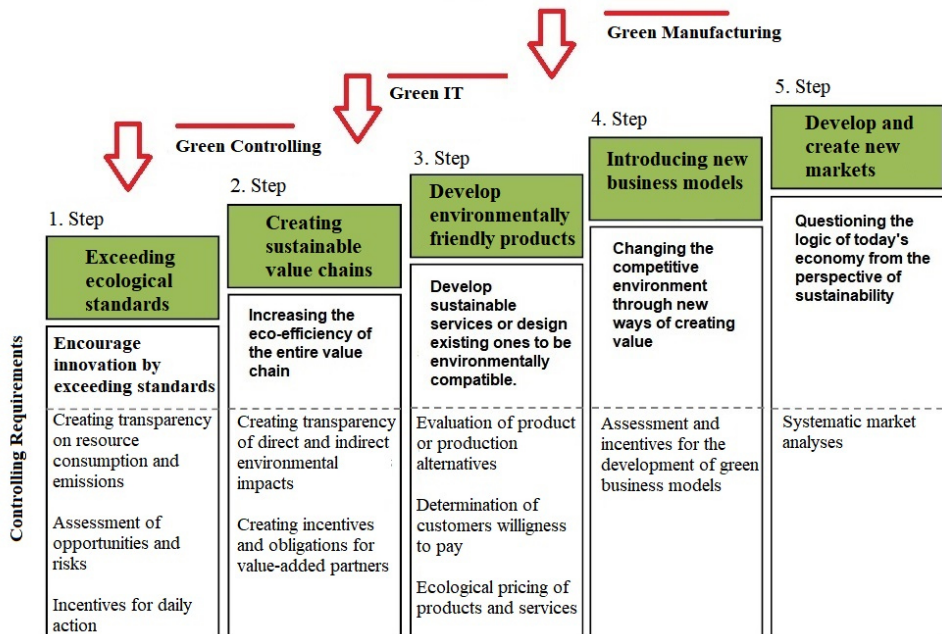 Green Manufacturing
Green IT
Green Controlling
1. Step
Exceeding
ecological
standards
Encourage
innovation by
exceeding standards
Creating transparency
on resource
consumption and
emissions
Assessment of
opportunities and
risks
Incentives for daily
action
2. Step
Creating
sustainable
value chains
Increasing the
eco-efficiency of
of the entire value
chain
Creating transparency
of direct and indirect
environmental
impacts
Creating incentives
and obligations for
value-added partners
3. Step
Develop
environmentally
friendly products
Develop
sustainable
services or design
existing ones to be
environmentally
compatible.
Evaluation of product
or production
alternatives
Determination of
customers willigness
to pay
Ecological pricing of
products and services
4. Step
Introducing new
business models
Changing the
competitive
environment
through new
ways of creating
value
Assessment and
incentives for the
development of green
business models
5. Step
Develop and
create new
markets
Questioning the
logic of today's
economy from the
perspective of
sustainability
Systematic market
analyses
Controlling Requirements